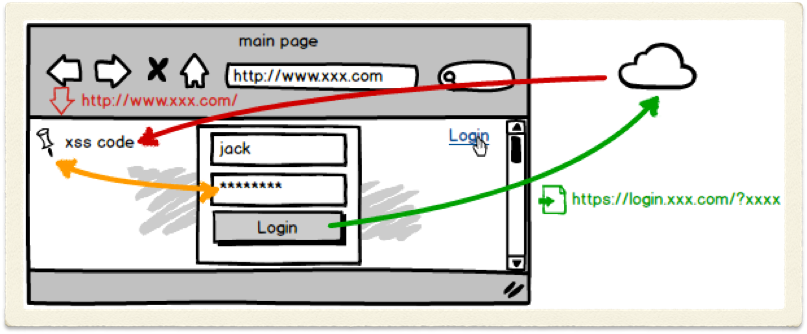 main page
http://www.xxx.com
http://www.xxx.com/
xss code
Login
jack
********
Login
https://login.xxx.com/?xxxx